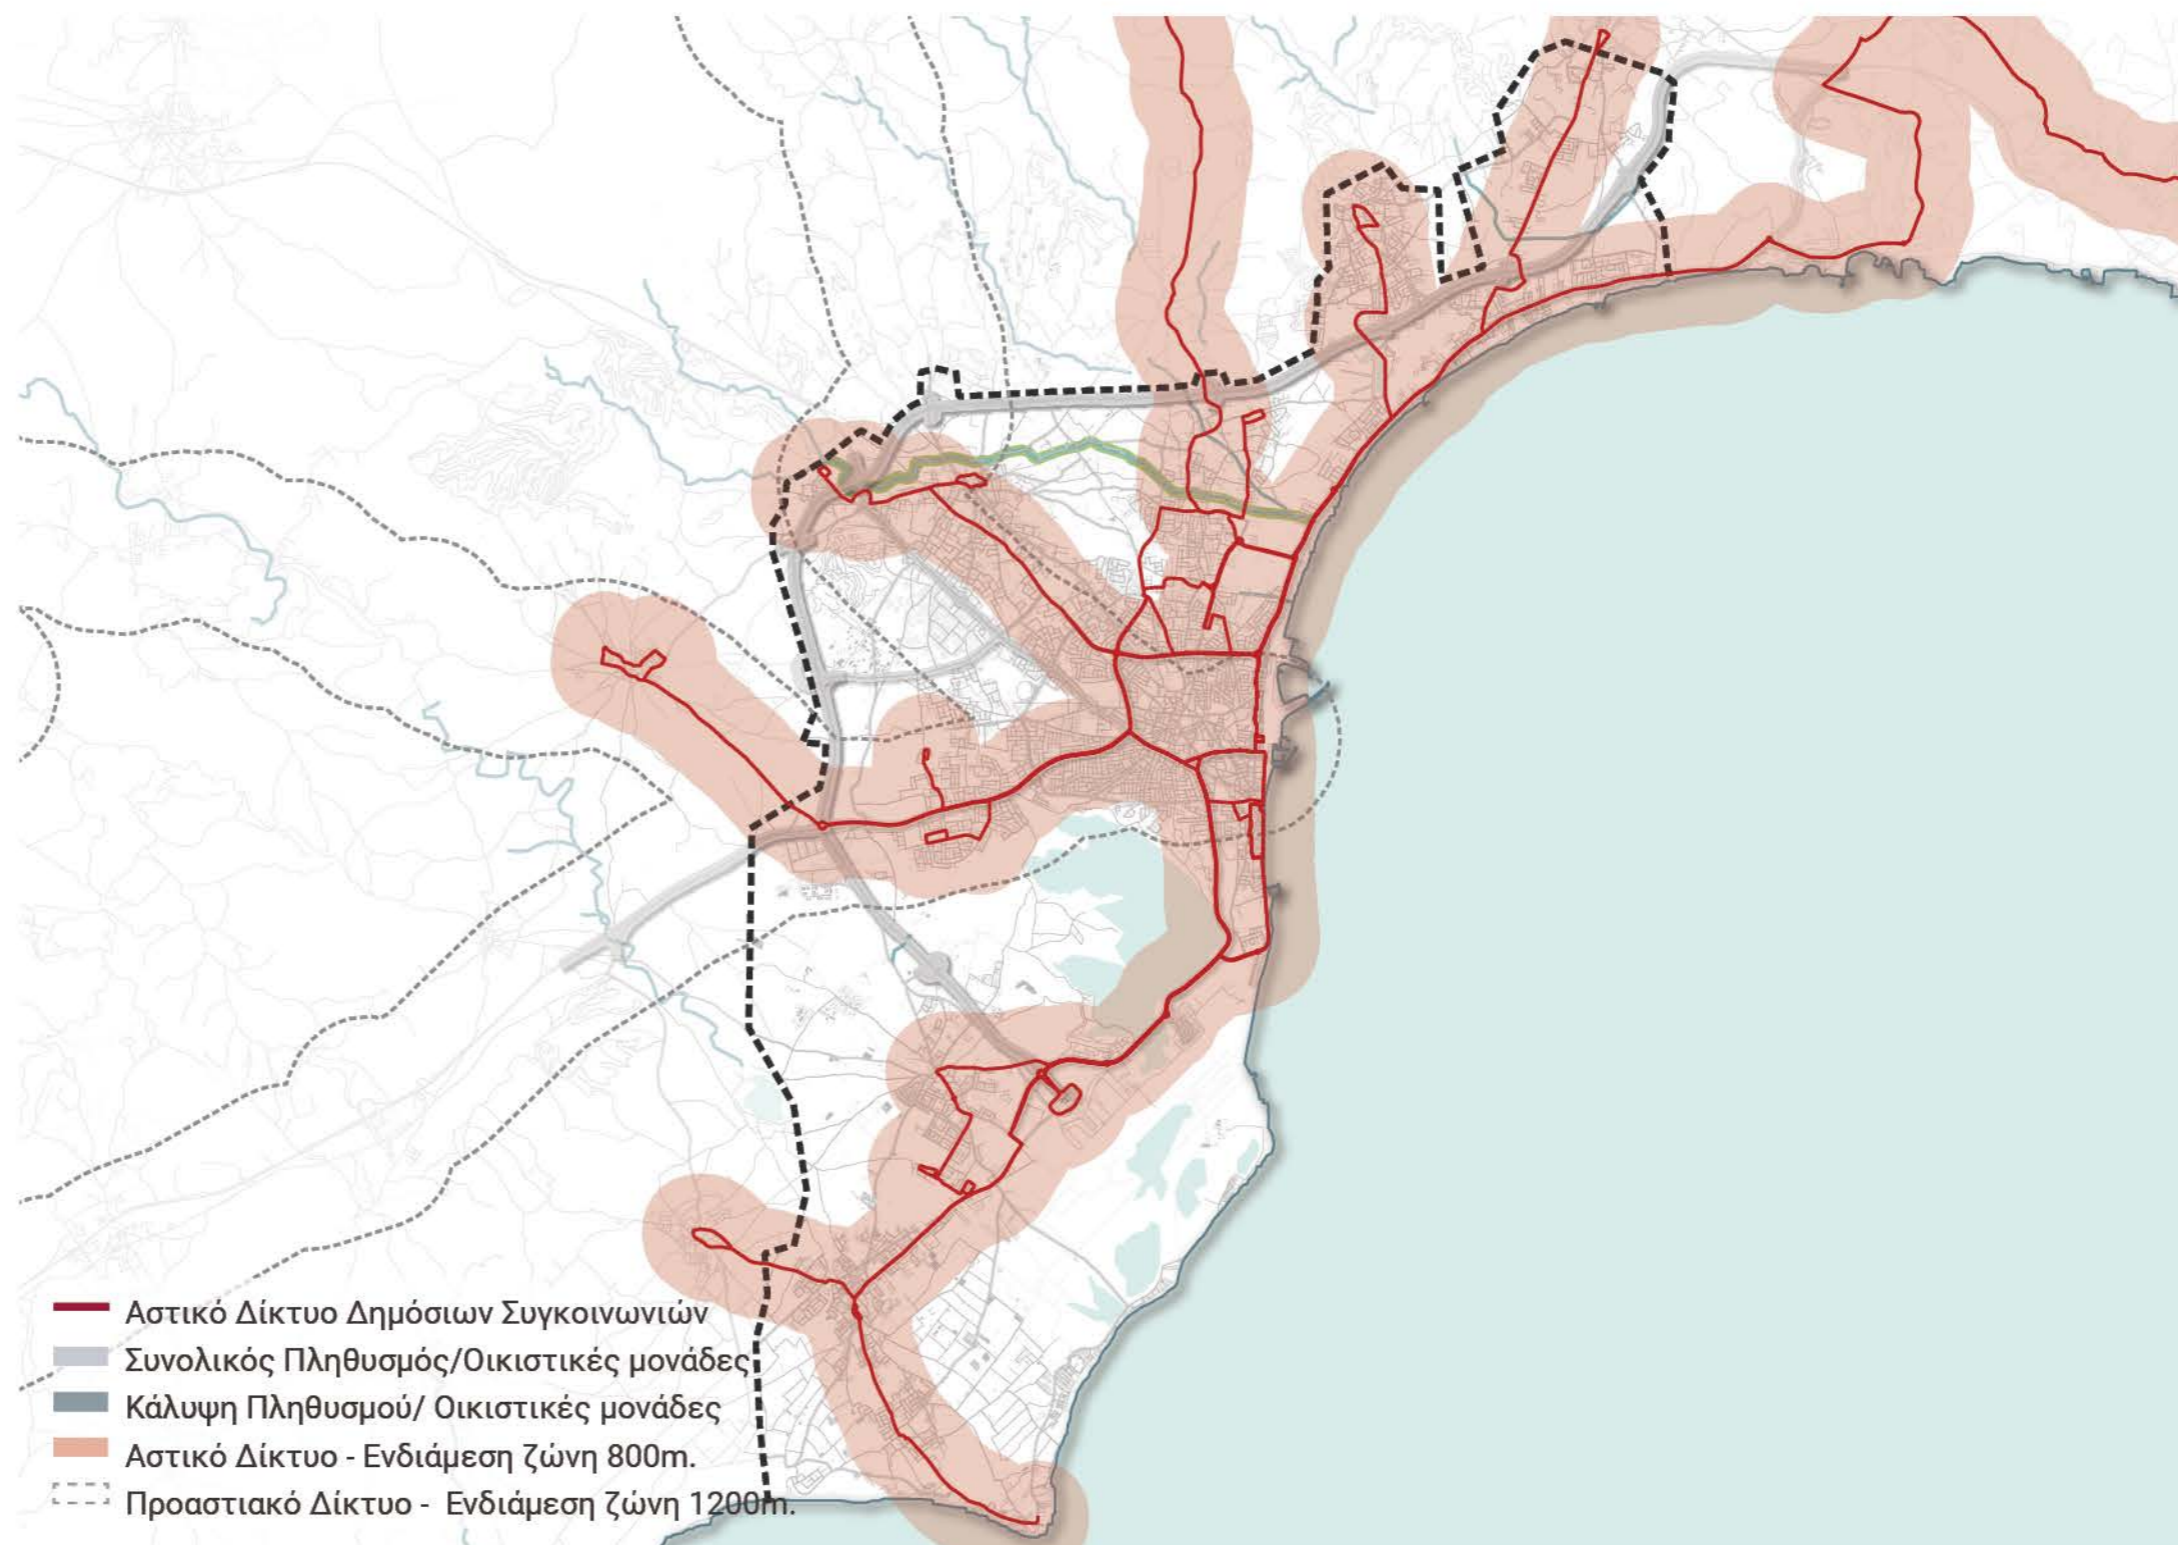 Αστικό Δίκτυο Δημόσιων Συγκοινωνιών
Συνολικός Πληθυσμός/Οικιστικές μονάδες
Κάλυψη Πληθυσμού/ Οικιστικές μονάδες
Αστικό Δίκτυο - Ενδιάμεση ζώνη 800m.
Προαστιακό Δίκτυο - Ενδιάμεση ζώνη 1200m.